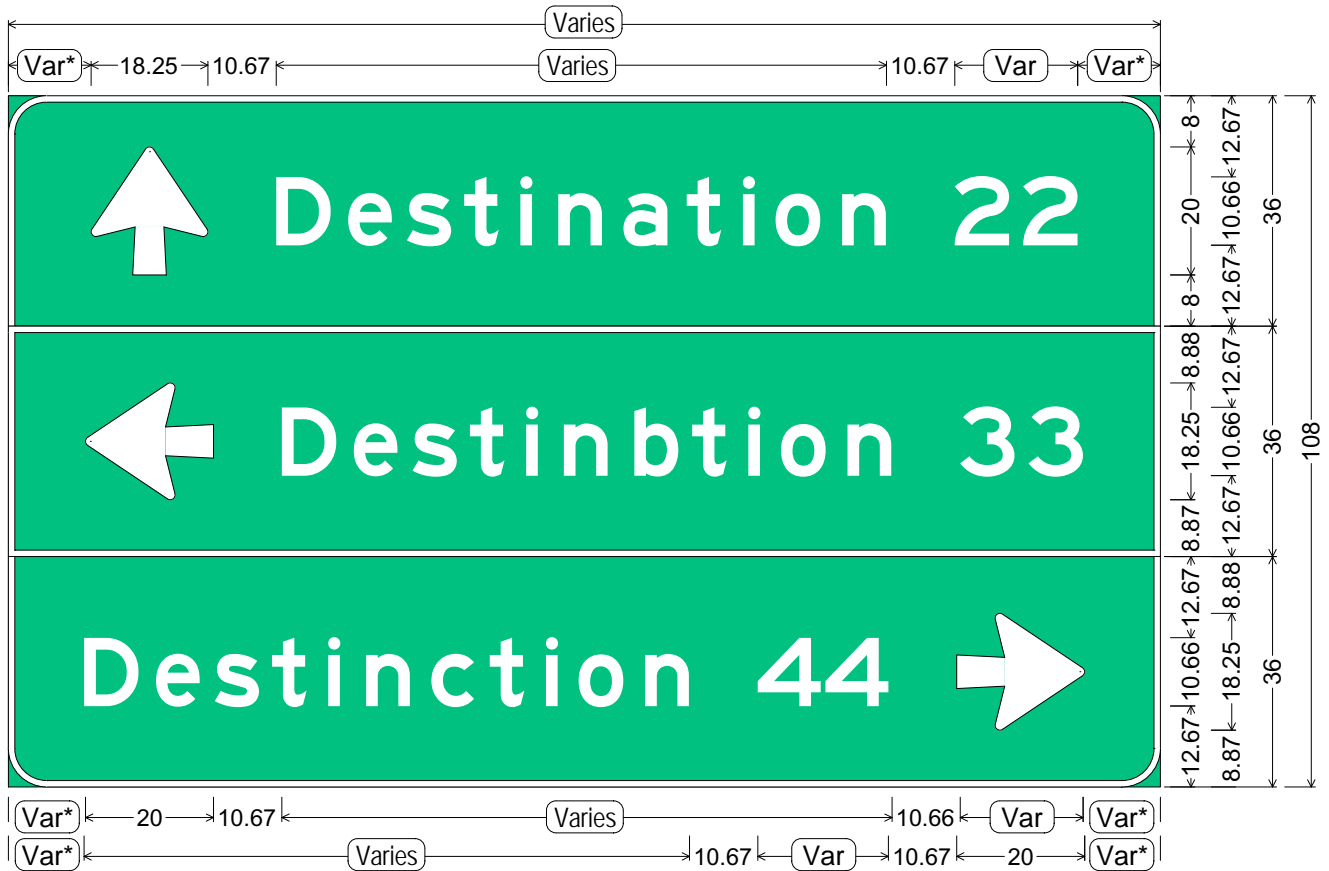 Varies
Var* 18.25 10.67 Varies 10.67 Var Var*
Destination 22
8 20 8
12.67 10.66 12.67
36
Destinbtion 33
8.88 18.25 8.87
12.67 10.66 12.67
36
108
Destinction 44
12.67 10.66 12.67
8.88 18.25 8.87
36
Var* 20 10.67 Varies 10.66 Var Var*
Var* Varies 10.67 Var 10.67 20 Var*